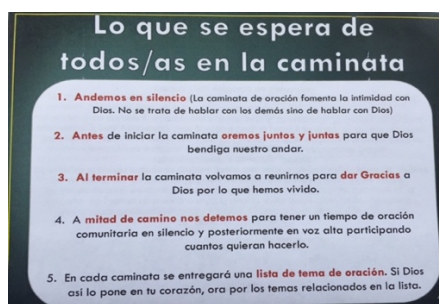 Lo que se espera de
todos/as en la caminata
1. Andemos en silencio (La caminata de oración fomenta la intimidad con
Dios. No se trata de hablar con los demás sino de hablar con Dios)
2. Antes de iniciar la caminata oremos juntos y juntas para que Dios
bendiga nuestro andar.
3. Al terminar la caminata volvamos a reunirnos para dar Gracias a
Dios por lo que hemos vivido.
4. A mitad de camino nos detemos para tener un tiempo de oración
comunitaria en silencio y posteriormente en voz alta participando
cuantos quieran hacerlo.
5. En cada caminata se entregará una lista de tema de oración. Si Dios
así lo pone en tu corazón, ora por los temas relacionados en la lista.